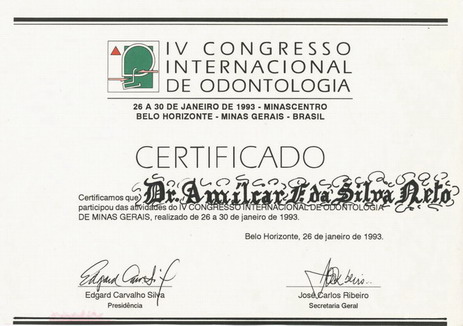 IV CONGRESSO
INTERNACIONAL
DE ODONTOLOGIA
26 A 30 DE JANEIRO DE 1993 - MINASCENTRO
BELO HORIZONTE - MINAS GERAIS - BRASIL
CERTIFICADO
Certificamos que Dr. Amílcar F. da Silva Neto
participou das atividades do IV CONGRESSO INTERNACIONAL DE ODONTOLOGIA
DE MINAS GERAIS, realizado de 26 a 30 de janeiro de 1993.
Belo Horizonte, 26 de janeiro de 1993.
Edgard Carvalho Silva
José Carlos Ribeiro
Presidência
Secretaria Geral